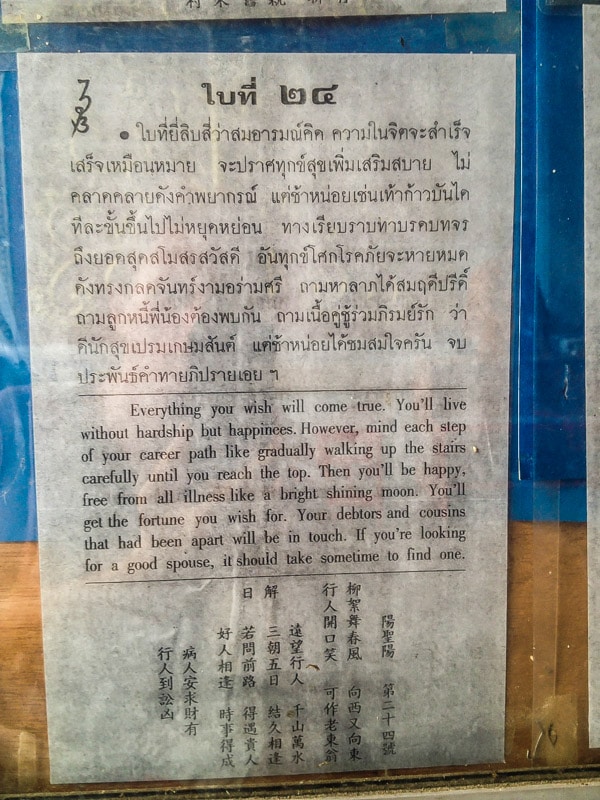 ใบที่ ๒๔
● ใบที่ยี่สิบสี่ว่าสมอารมณ์คิด ความในจิตจะสำเร็จ
เสร็จเหมือนหมาย จะปราศทุกข์สุขเพิ่มเสริมสบาย ไม่
คลาดคลายดังคำพยากรณ์ แต่ช้าหน่อยเช่นเท้าก้าวบันได
ทีละขั้นขึ้นไปไม่หยุดหย่อน ทางเรียบราบทาบรดบทจร
ถึงยอดสุดสโมสรสวัสดี อันทุกข์โศกโรคภัยจะหายหมด
ดังทรงกลดจันทร์งามอร่ามศรี ถามหาลาภได้สมฤดีปรีดิ์
ถามลูกหนี้พี่น้องต้องพบกัน ถามเนื้อคู่ชู้ร่วมภิรมย์รัก ว่า
ดีนักสุขเปรมเกษมสันต์ แต่ช้าหน่อยได้ชมสมใจครัน จบ
ประพันธ์คำทายภิปรายเอย ฯ
Everything you wish will come true. You'll live
without hardship but happinees. However, mind each step
of your career path like gradually walking up the stairs
carefully until you reach the top. Then you'll be happy,
free from all illness like a bright shining moon. You'll
get the fortune you wish for. Your debtors and cousins
that had been apart will be in touch. If you're looking
for a good spouse, it should take sometime to find one.
陽聖陽 第二十四號
柳絮舞春風 向西又向東
行人開口笑 可作老東翁
解日
遠望行人 千山萬水
三朝五日 結久相逢
若問前路 得遇貴人
好人相逢 時事得成
病人安求財有
行人到訟凶